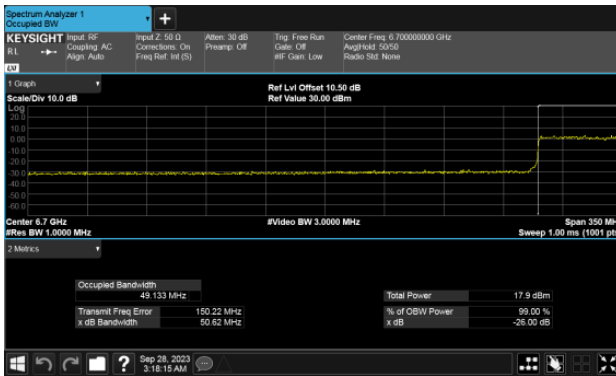 Spectrum Analyzer 1
Occupied BW
+
KEYSIGHT Input: RF Input Z: 50 Ω Atten: 30 dB Trig: Free Run Center Freq: 6.700000000 GHz
RL Coupling: AC Corrections: On Preamp: Off Gate: Off Avg|Hold: 50/50
Align: Auto Freq Ref: Int (S) #IF Gain: Low Radio Std: None
LXI
1 Graph
Scale/Div 10.0 dB
Ref Lvl Offset 10.50 dB
Ref Value 30.00 dBm
Log
20.0
10.0
0.00
-10.0
-20.0
-30.0
-40.0
-50.0
-60.0
Center 6.7 GHz #Video BW 3.0000 MHz Span 350 MH
#Res BW 1.0000 MHz Sweep 1.00 ms (1001 pts
2 Metrics
Occupied Bandwidth
49.133 MHz Total Power 17.9 dBm
Transmit Freq Error 150.22 MHz % of OBW Power 99.00 %
x dB Bandwidth 50.62 MHz x dB -26.00 dB
?
Sep 28, 2023
3:18:15 AM